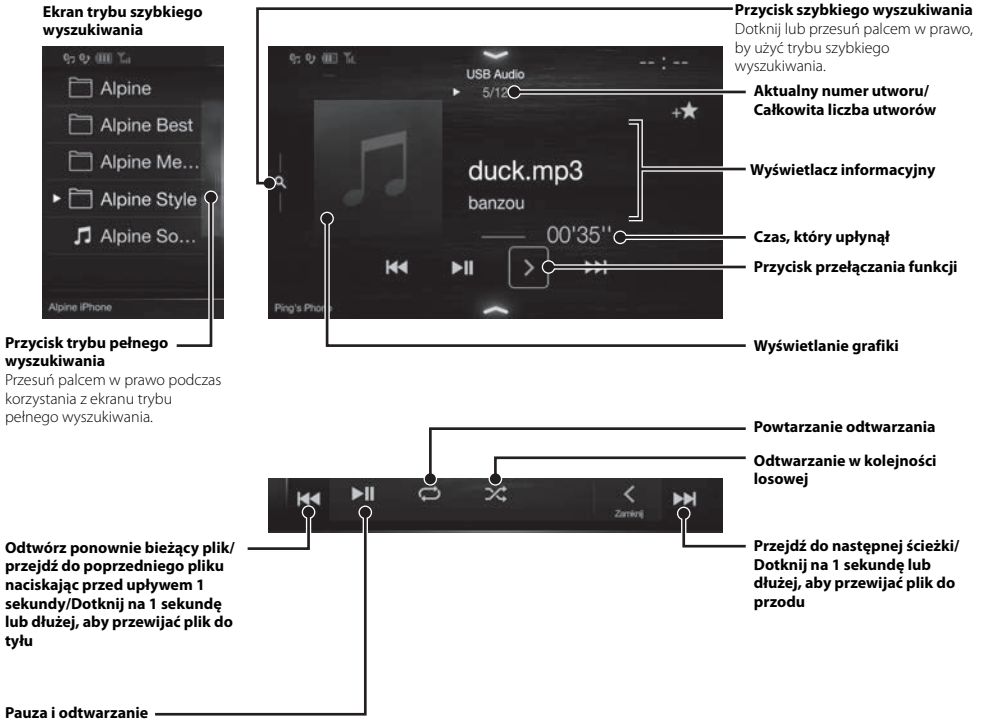 Ekran trybu szybkiego
wyszukiwania
Alpine
Alpine Best
Alpine Me...
Alpine Style
Alpine So...
Alpine iPhone
Przycisk trybu pełnego
wyszukiwania
Przesuń palcem w prawo podczas
korzystania z ekranu trybu
pełnego wyszukiwania.
USB Audio
5/12
-- : --
duck.mp3
banzou
00'35''
Ping's Phone
Przycisk szybkiego wyszukiwania
Dotknij lub przesuń palcem w prawo,
by użyć trybu szybkiego
wyszukiwania.
Aktualny numer utworu/
Całkowita liczba utworów
Wyświetlacz informacyjny
Czas, który upłynął
Przycisk przełączania funkcji
Wyświetlanie grafiki
Powtarzanie odtwarzania
Odtwarzanie w kolejności
losowej
Zamknij
Odtwórz ponownie bieżący plik/
przejdź do poprzedniego pliku
naciskając przed upływem 1
sekundy/Dotknij na 1 sekundę
lub dłużej, aby przewijać plik do
tyłu
Przejdź do następnej ścieżki/
Dotknij na 1 sekundę lub
dłużej, aby przewijać plik do
przodu
Pauza i odtwarzanie